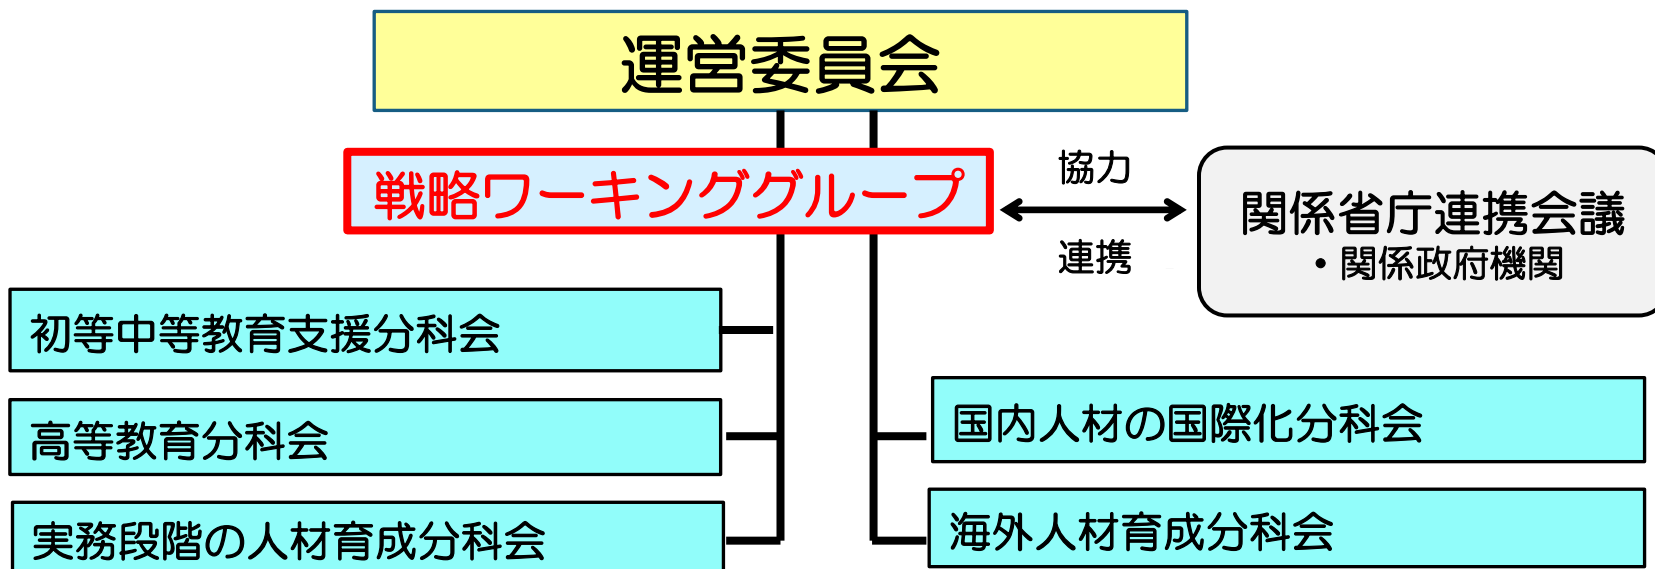 運営委員会
戦略ワーキンググループ
協力
連携
関係省庁連携会議
・関係政府機関
初等中等教育支援分科会
高等教育分科会
実務段階の人材育成分科会
国内人材の国際化分科会
海外人材育成分科会